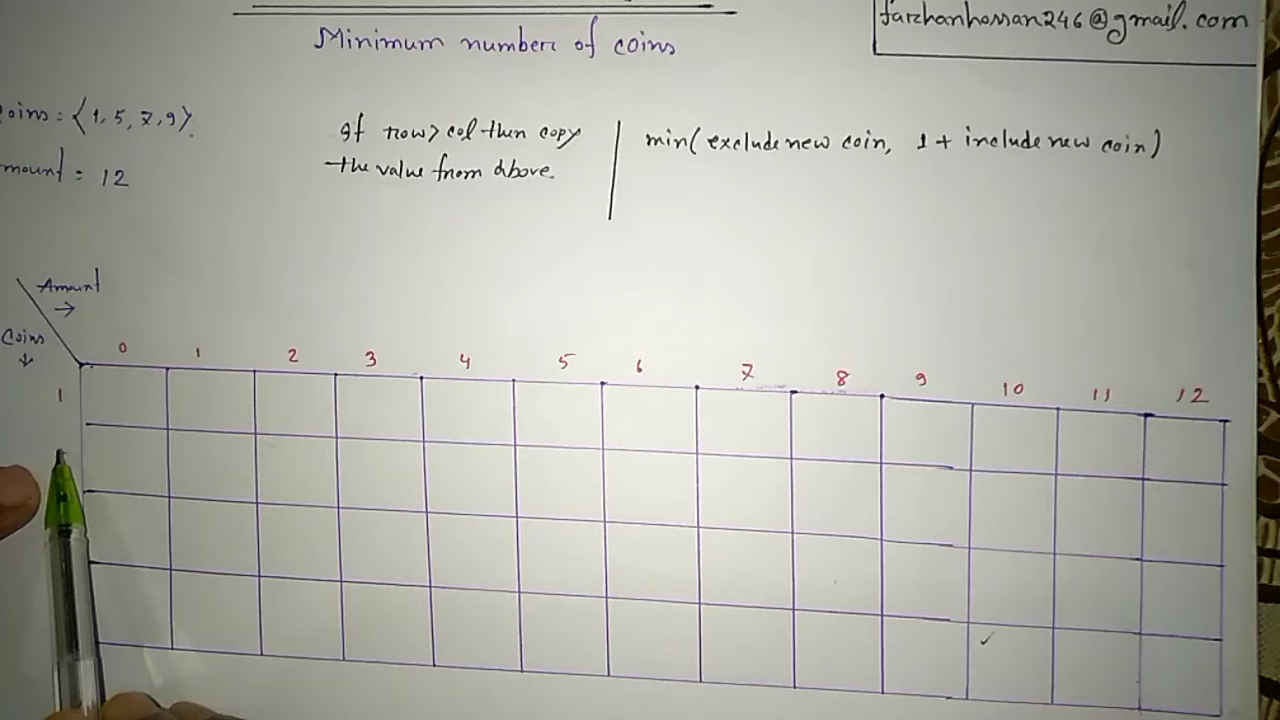 farhanhossan246@gmail.com
Minimum number of coins
oins = {1, 5, 7, 9}.
mount = 12
If row > col then copy
the value from above.
min(exclude new coin, 1 + include new coin)
Amount
→
Coins
↓
0 1 2 3 4 5 6 7 8 9 10 11 12
1
✓